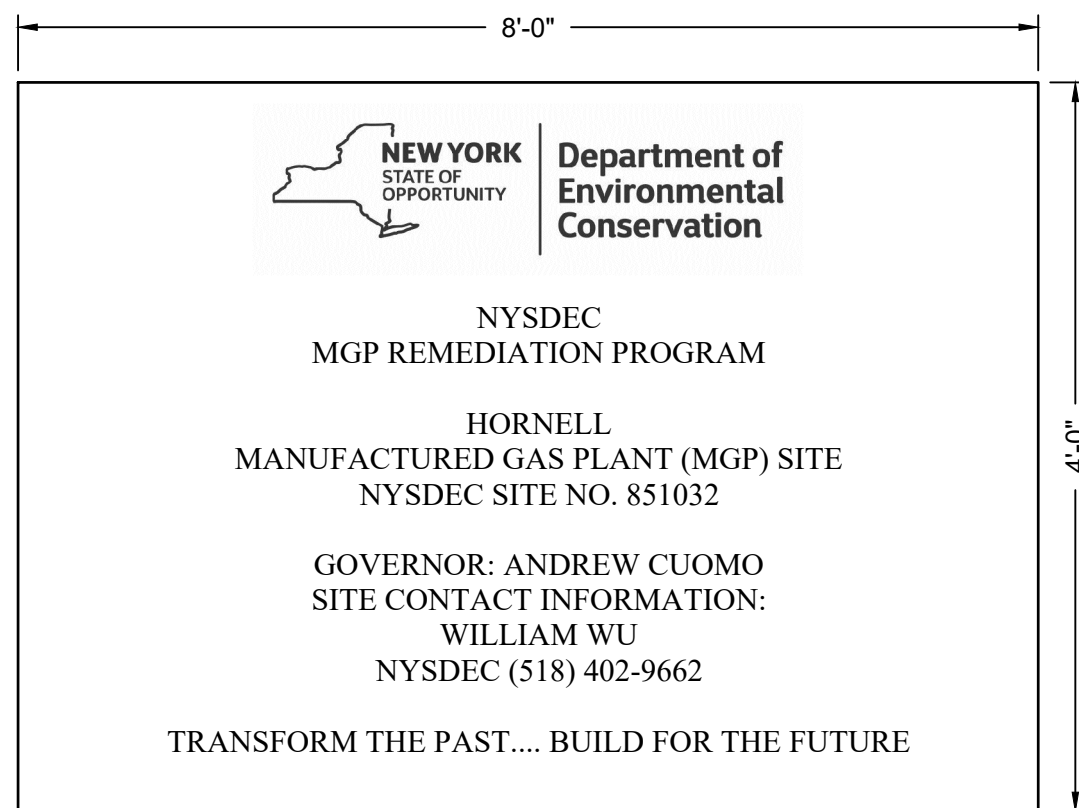 8'-0"
NEW YORK
STATE OF
OPPORTUNITY
Department of
Environmental
Conservation
NYSDEC
MGP REMEDIATION PROGRAM
HORNELL
MANUFACTURED GAS PLANT (MGP) SITE
NYSDEC SITE NO. 851032
GOVERNOR: ANDREW CUOMO
SITE CONTACT INFORMATION:
WILLIAM WU
NYSDEC (518) 402-9662
TRANSFORM THE PAST.... BUILD FOR THE FUTURE
4'-0"